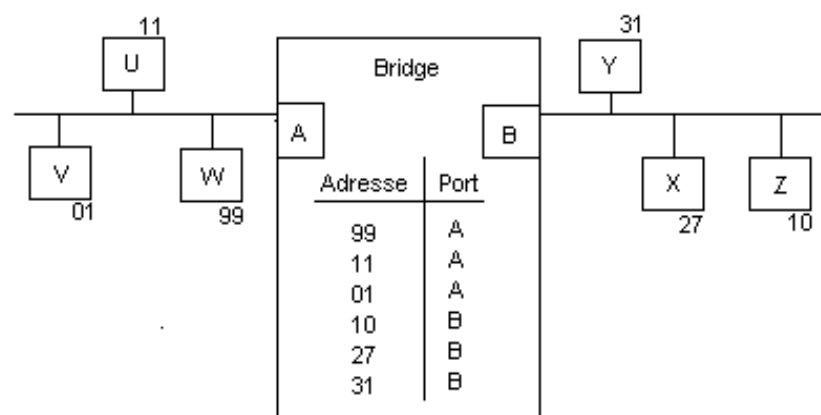 11
U
V
01
W
99
Bridge
A
B
Adresse Port
99 A
11 A
01 A
10 B
27 B
31 B
31
Y
X
27
Z
10